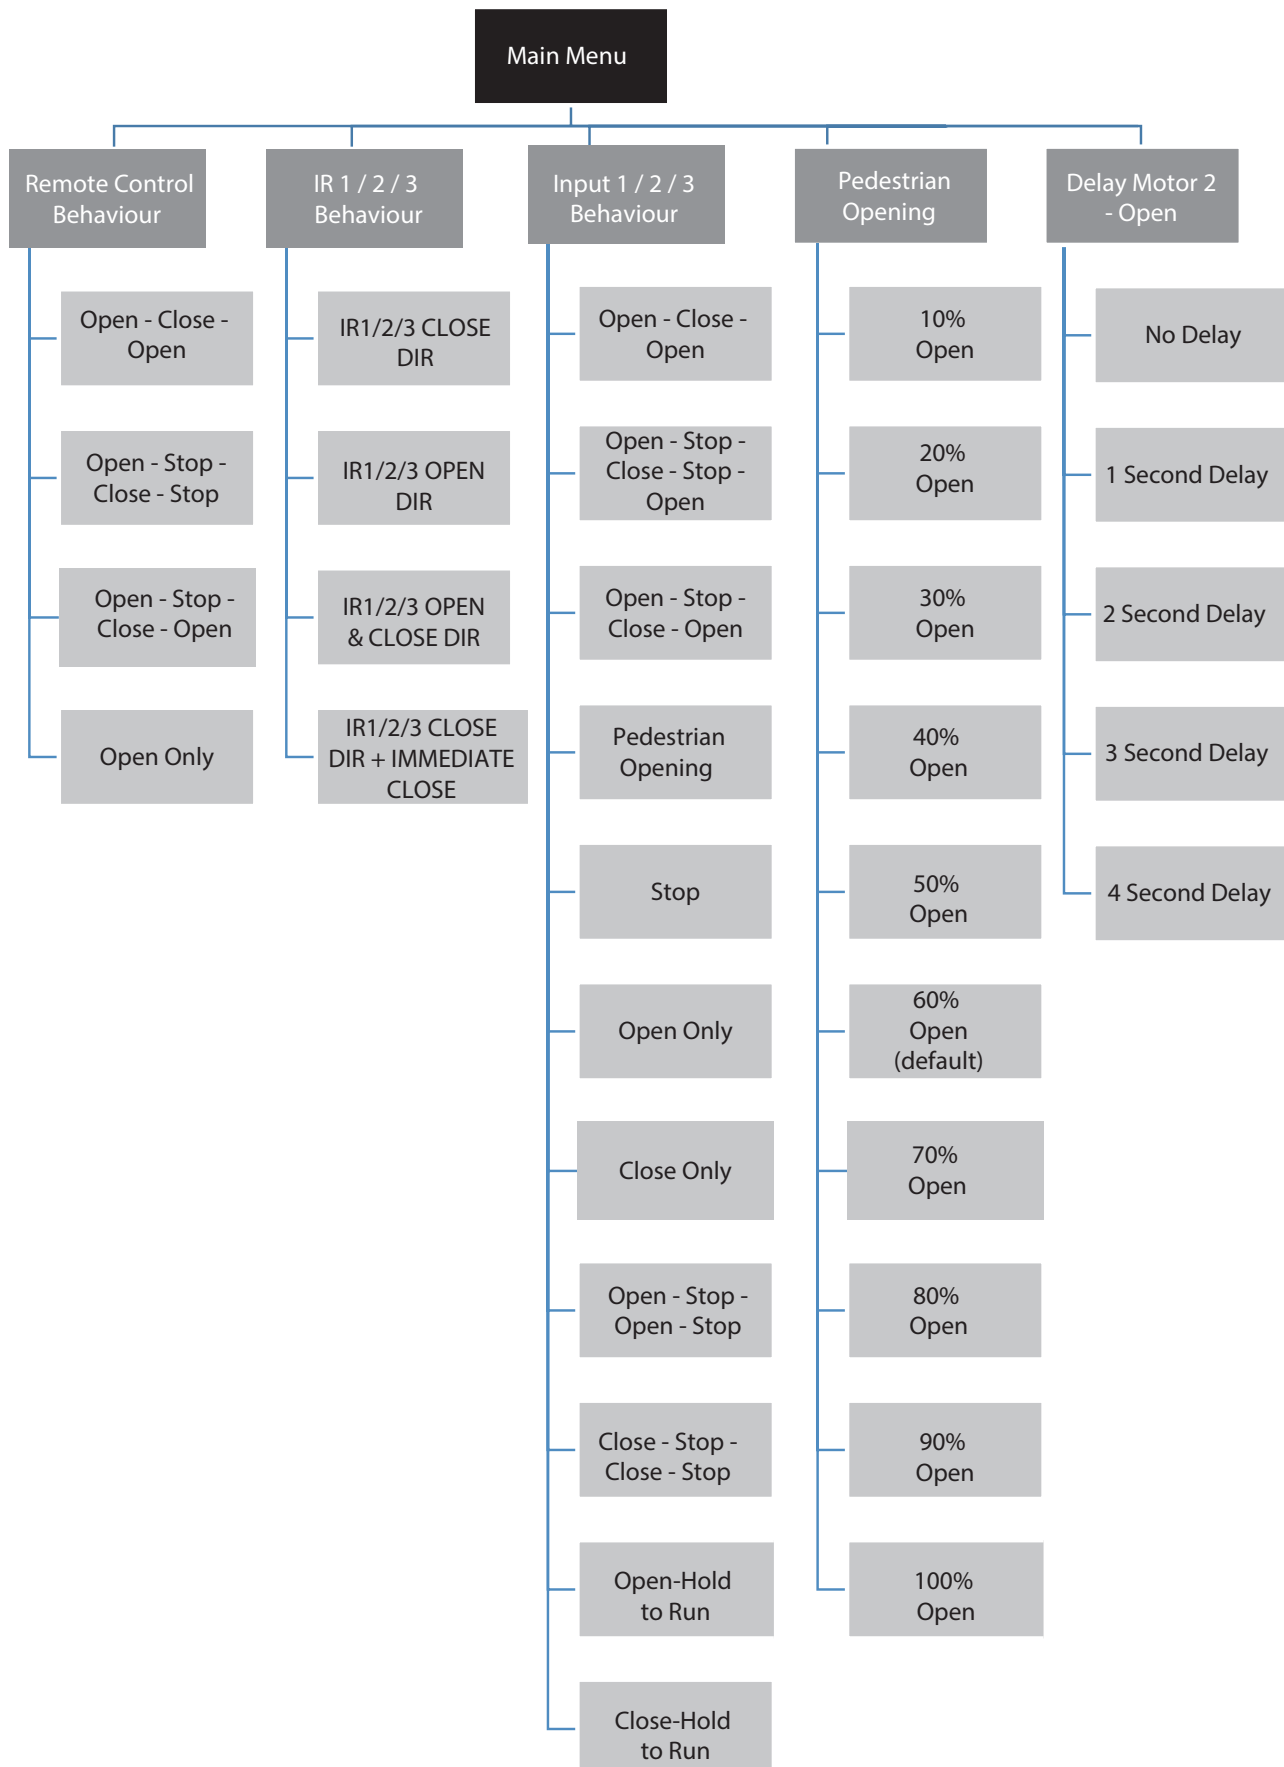 Main Menu
Remote Control
Behaviour
Open - Close -
Open
Open - Stop -
Close - Stop
Open - Stop -
Close - Open
Open Only
IR 1 / 2 / 3
Behaviour
IR1/2/3 CLOSE
DIR
IR1/2/3 OPEN
DIR
IR1/2/3 OPEN
& CLOSE DIR
IR1/2/3 CLOSE
DIR + IMMEDIATE
CLOSE
Input 1 / 2 / 3
Behaviour
Open - Close -
Open
Open - Stop -
Close - Stop -
Open
Open - Stop -
Close - Open
Pedestrian
Opening
Stop
Open Only
Close Only
Open - Stop -
Open - Stop
Close - Stop -
Close - Stop
Open-Hold
to Run
Close-Hold
to Run
Pedestrian
Opening
10%
Open
20%
Open
30%
Open
40%
Open
50%
Open
60%
Open
(default)
70%
Open
80%
Open
90%
Open
100%
Open
Delay Motor 2
- Open
No Delay
1 Second Delay
2 Second Delay
3 Second Delay
4 Second Delay